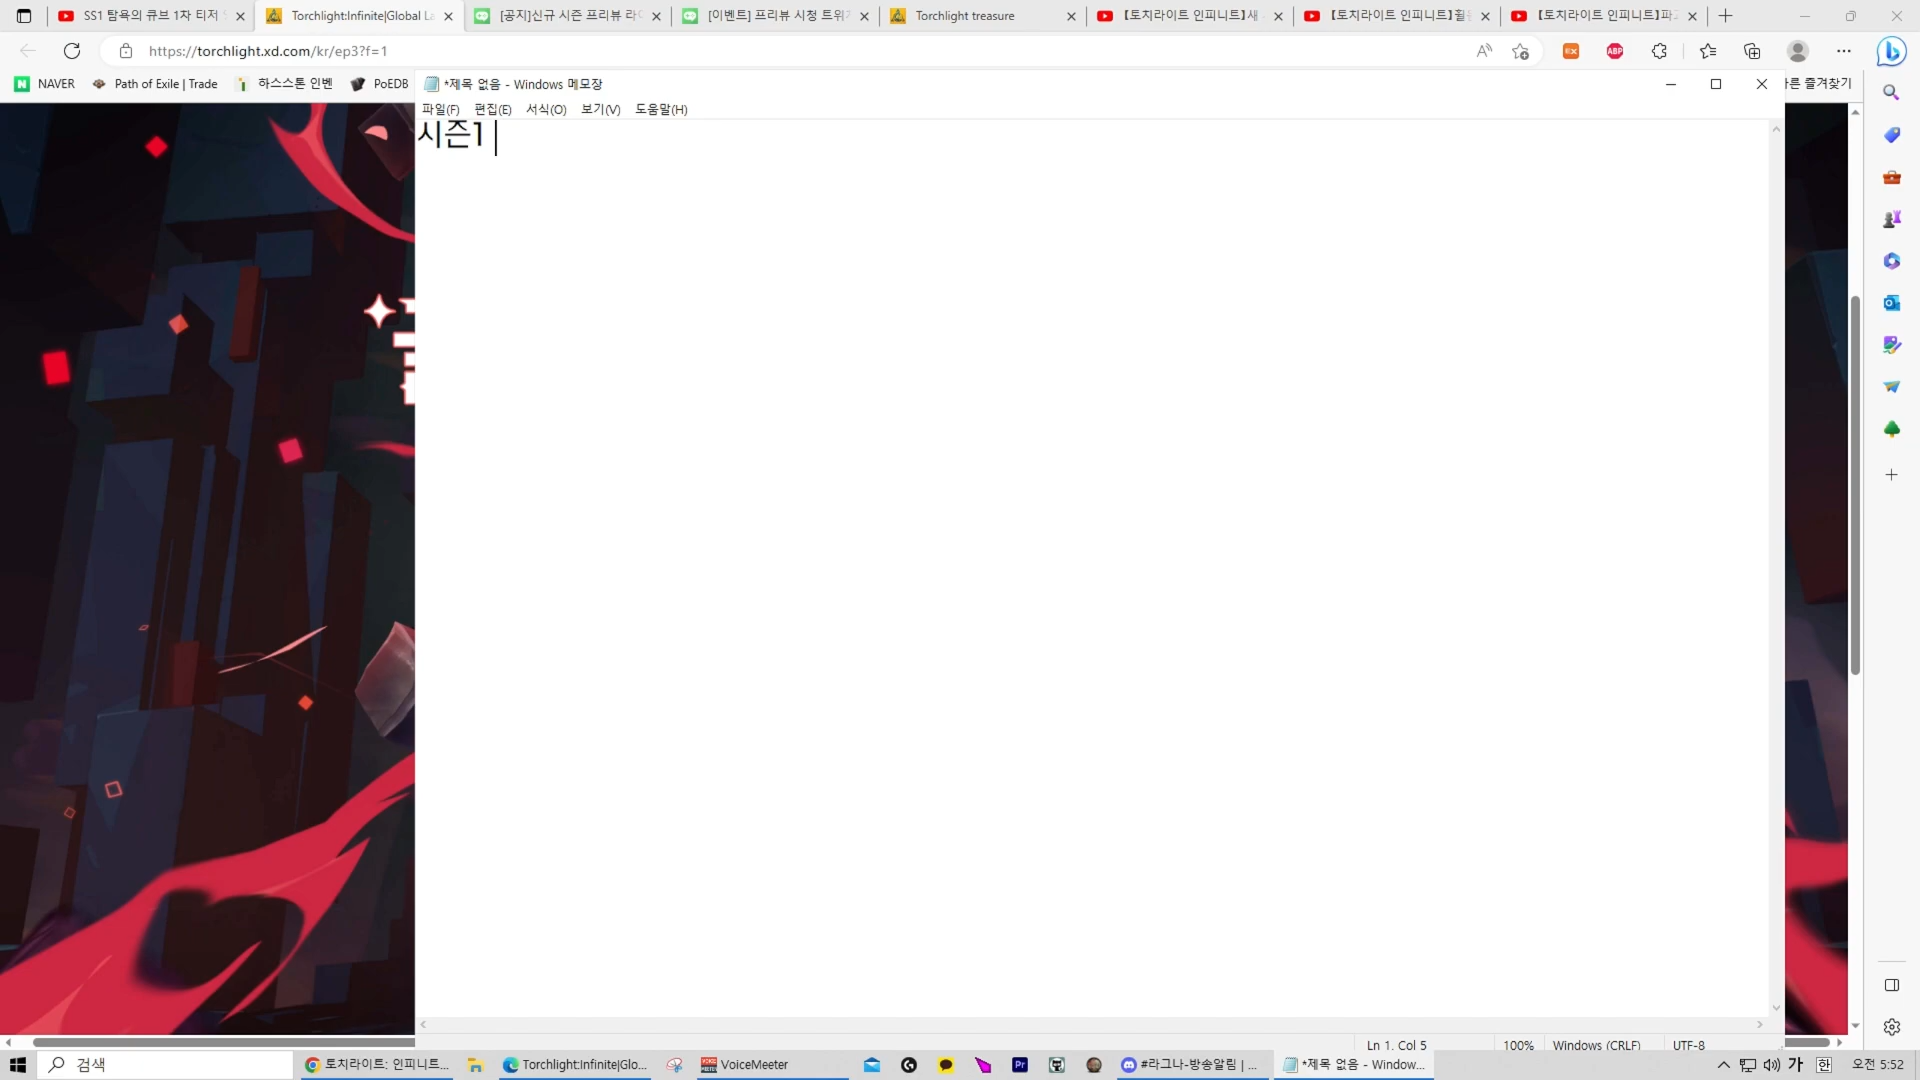 SS1 탐욕의 큐브 1차 티저
Torchlight:Infinite|Global La
[공지]신규 시즌 프리뷰 라이
[이벤트] 프리뷰 시청 트위치
Torchlight treasure
【토치라이트 인피니트】새
【토치라이트 인피니트】휠
【토치라이트 인피니트】파
https://torchlight.xd.com/kr/ep3?f=1
ABP
NAVER
Path of Exile | Trade
하스스톤 인벤
PoEDB
*제목 없음 - Windows 메모장
다른 즐겨찾기
파일(F) 편집(E) 서식(O) 보기(V) 도움말(H)
시즌1
Ln 1, Col 5
100%
Windows (CRLF)
UTF-8
검색
토치라이트: 인피니트...
Torchlight:Infinite|Glo...
VoiceMeeter
Pr
#라그나-방송알림 | ...
*제목 없음 - Window...
가
한
오전 5:52